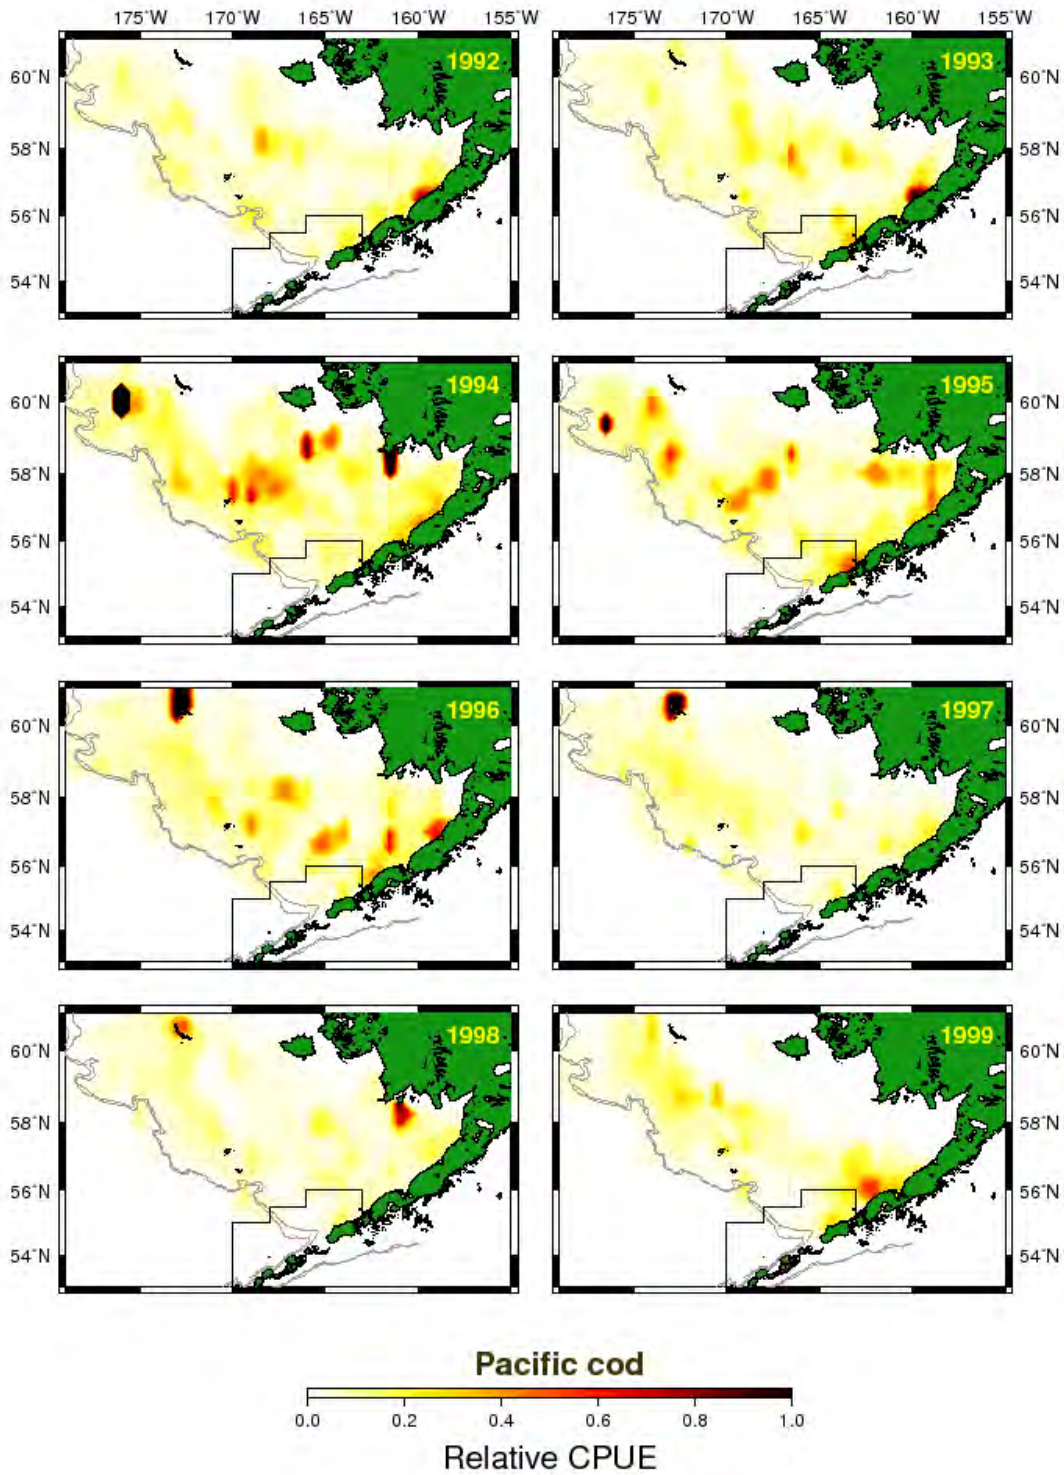 175˚W 170˚W 165˚W 160˚W 155˚W 175˚W 170˚W 165˚W 160˚W 155˚W
60˚N 1992 1993 60˚N
58˚N 58˚N
56˚N 56˚N
54˚N 54˚N
60˚N 1994 1995 60˚N
58˚N 58˚N
56˚N 56˚N
54˚N 54˚N
60˚N 1996 1997 60˚N
58˚N 58˚N
56˚N 56˚N
54˚N 54˚N
60˚N 1998 1999 60˚N
58˚N 58˚N
56˚N 56˚N
54˚N 54˚N
Pacific cod
0.0 0.2 0.4 0.6 0.8 1.0
Relative CPUE